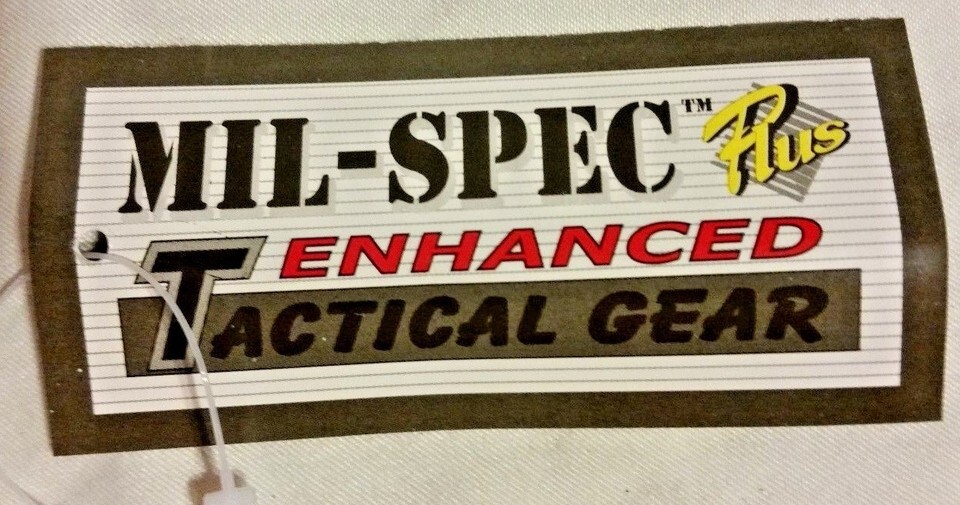 MIL-SPEC™ Plus
ENHANCED
TACTICAL GEAR